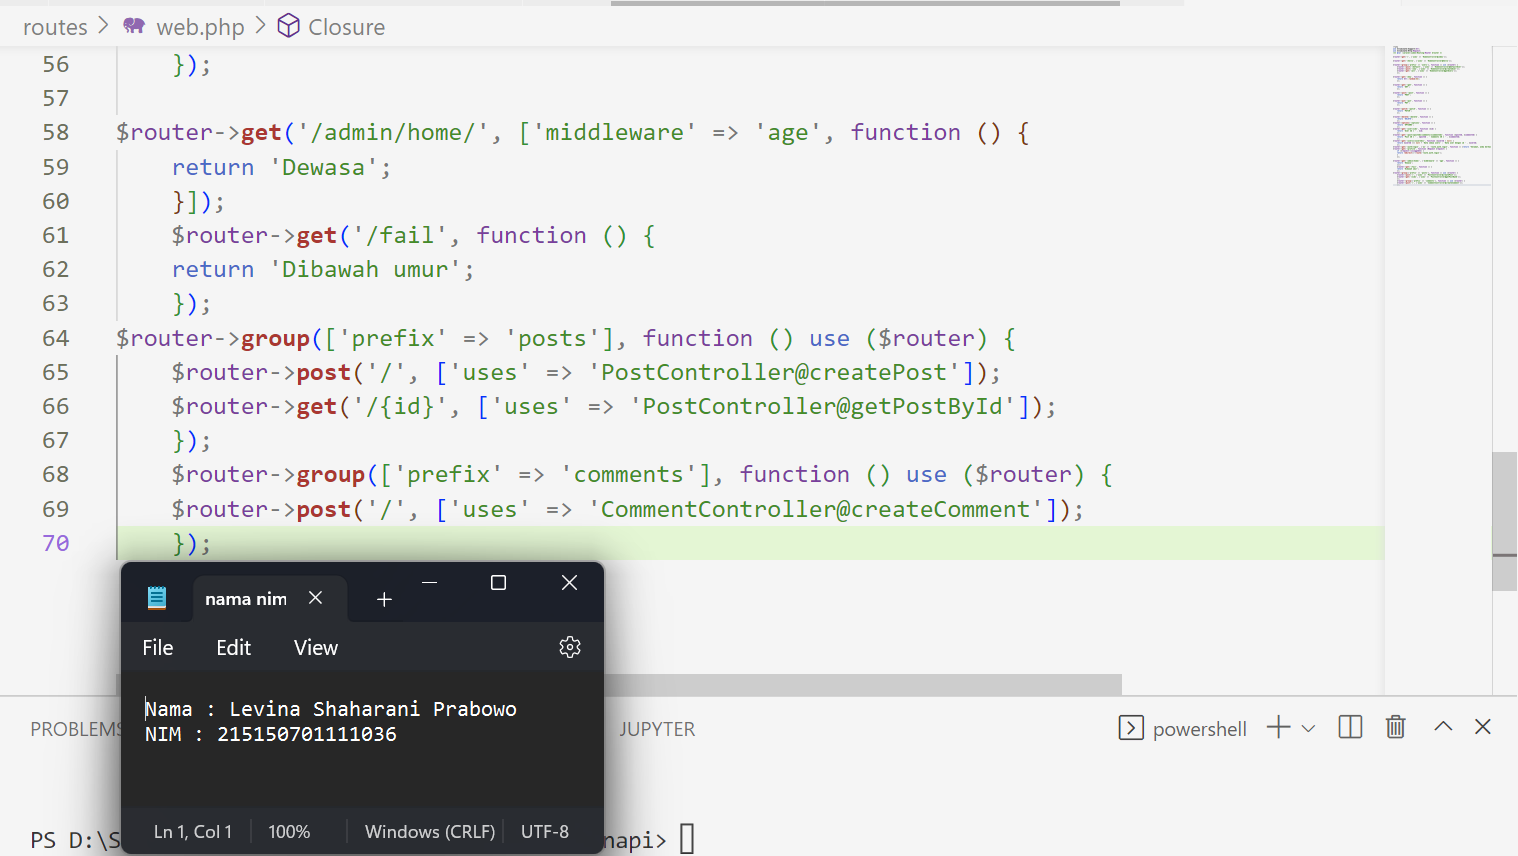 routes > web.php > Closure
56 });
57
58 $router->get('/admin/home/', ['middleware' => 'age', function () {
59 return 'Dewasa';
60 }]);
61 $router->get('/fail', function () {
62 return 'Dibawah umur';
63 });
64 $router->group(['prefix' => 'posts'], function () use ($router) {
65 $router->post('/', ['uses' => 'PostController@createPost']);
66 $router->get('/{id}', ['uses' => 'PostController@getPostById']);
67 });
68 $router->group(['prefix' => 'comments'], function () use ($router) {
69 $router->post('/', ['uses' => 'CommentController@createComment']);
70 });
nama nim
File Edit View
Nama : Levina Shaharani Prabowo
NIM : 215150701111036
Ln 1, Col 1 100% Windows (CRLF) UTF-8
PROBLEMS JUPYTER powershell
PS D:\S napi>